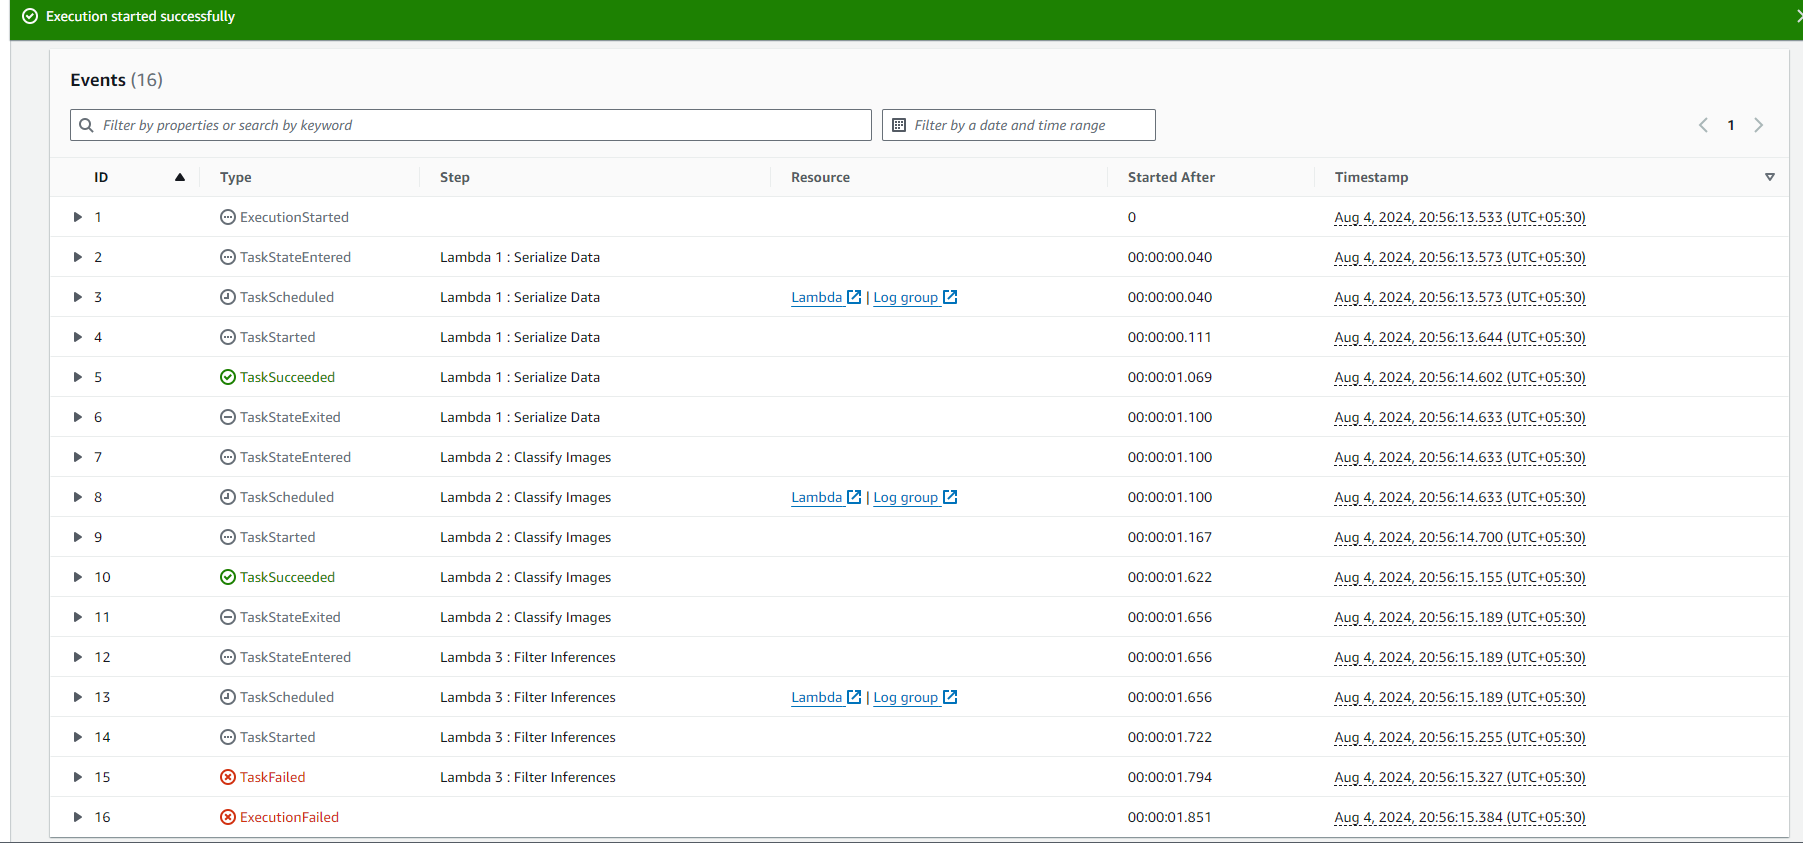 Execution started successfully
Events (16)
Filter by properties or search by keyword Filter by a date and time range 1
ID Type Step Resource Started After Timestamp
1 ExecutionStarted 0 Aug 4, 2024, 20:56:13.533 (UTC+05:30)
2 TaskStateEntered Lambda 1 : Serialize Data 00:00:00.040 Aug 4, 2024, 20:56:13.573 (UTC+05:30)
3 TaskScheduled Lambda 1 : Serialize Data Lambda | Log group 00:00:00.040 Aug 4, 2024, 20:56:13.573 (UTC+05:30)
4 TaskStarted Lambda 1 : Serialize Data 00:00:00.111 Aug 4, 2024, 20:56:13.644 (UTC+05:30)
5 TaskSucceeded Lambda 1 : Serialize Data 00:00:01.069 Aug 4, 2024, 20:56:14.602 (UTC+05:30)
6 TaskStateExited Lambda 1 : Serialize Data 00:00:01.100 Aug 4, 2024, 20:56:14.633 (UTC+05:30)
7 TaskStateEntered Lambda 2 : Classify Images 00:00:01.100 Aug 4, 2024, 20:56:14.633 (UTC+05:30)
8 TaskScheduled Lambda 2 : Classify Images Lambda | Log group 00:00:01.100 Aug 4, 2024, 20:56:14.633 (UTC+05:30)
9 TaskStarted Lambda 2 : Classify Images 00:00:01.167 Aug 4, 2024, 20:56:14.700 (UTC+05:30)
10 TaskSucceeded Lambda 2 : Classify Images 00:00:01.622 Aug 4, 2024, 20:56:15.155 (UTC+05:30)
11 TaskStateExited Lambda 2 : Classify Images 00:00:01.656 Aug 4, 2024, 20:56:15.189 (UTC+05:30)
12 TaskStateEntered Lambda 3 : Filter Inferences 00:00:01.656 Aug 4, 2024, 20:56:15.189 (UTC+05:30)
13 TaskScheduled Lambda 3 : Filter Inferences Lambda | Log group 00:00:01.656 Aug 4, 2024, 20:56:15.189 (UTC+05:30)
14 TaskStarted Lambda 3 : Filter Inferences 00:00:01.722 Aug 4, 2024, 20:56:15.255 (UTC+05:30)
15 TaskFailed Lambda 3 : Filter Inferences 00:00:01.794 Aug 4, 2024, 20:56:15.327 (UTC+05:30)
16 ExecutionFailed 00:00:01.851 Aug 4, 2024, 20:56:15.384 (UTC+05:30)